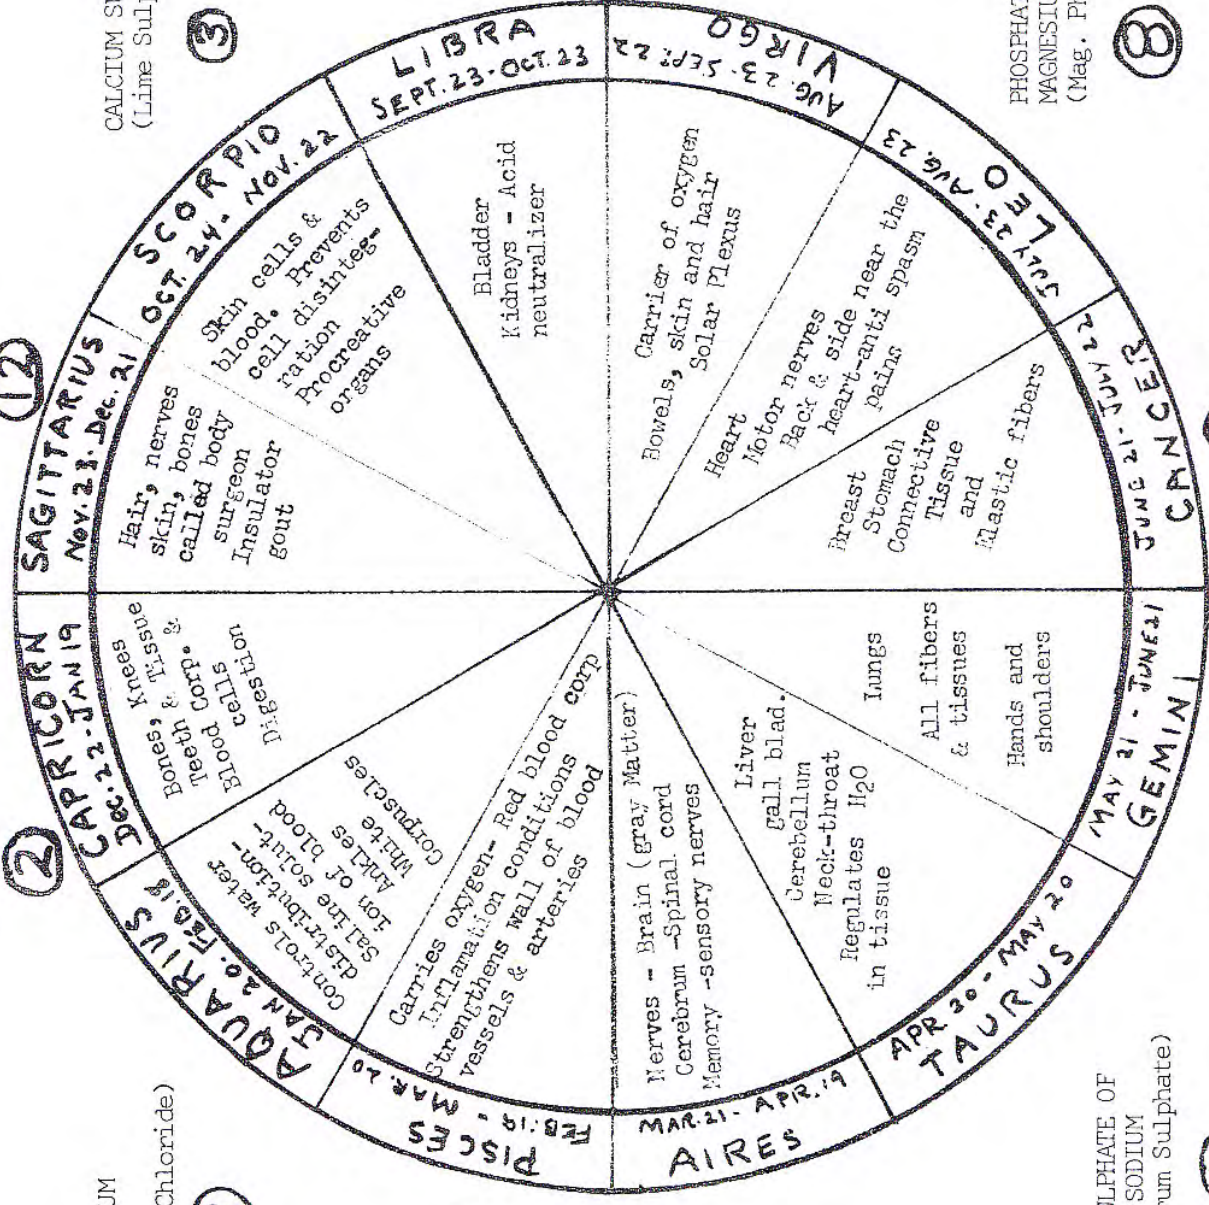 CALCIUM
(Lime
3
PHOSPHAT
MAGNESIU
(Mag.
8
12
2
LIBRA
SEPT. 23 - OCT. 23
Bladder
Kidneys - Acid
neutralizer
VIRGO
AUG. 23 - SEPT. 22
Carrier of oxygen
Bowels, skin and hair
Solar Plexus
LEO
JULY 23 - AUG. 23
Heart
Motor nerves
Back & side near the
heart-anti spasm
pains
CANCER
JUNE 21 - JULY 22
Breast
Stomach
Connective
Tissue
and
Elastic fibers
GEMINI
MAY 21 - JUNE 21
Lungs
All fibers
& tissues
Hands and
shoulders
TAURUS
APR. 30 - MAY 20
Liver
gall blad.
Cerebellum
Neck-throat
Regulates H2O
in tissue
AIRES
MAR. 21 - APR. 19
Nerves - Brain (gray Matter)
Cerebrum -Spinal cord
Memory -sensory nerves
PISCES
FEB. 19 - MAR. 20
Carries oxygen- Red blood corp
Inflamation conditions
Strengthens wall of blood
vessels & arteries
AQUARIUS
JAN 20. FEB. 18
Controls water
distribution-
Saline solut-
ion of blood
Ankles
White
Corpuscles
CAPRICORN
Dec. 22 - JAN 19
Bones, Knees
Teeth & Tissue
Blood Corp. &
cells
Digestion
SAGITTARIUS
Nov. 23. Dec. 21
Hair, nerves
skin, bones
called body
surgeon
Insulator
gout
SCORPIO
OCT. 24 - NOV. 22
Skin cells &
blood. Prevents
cell disinteg-
ration
Procreative
organs
UM
Chloride)
LPHATE OF
SODIUM
rum Sulphate)